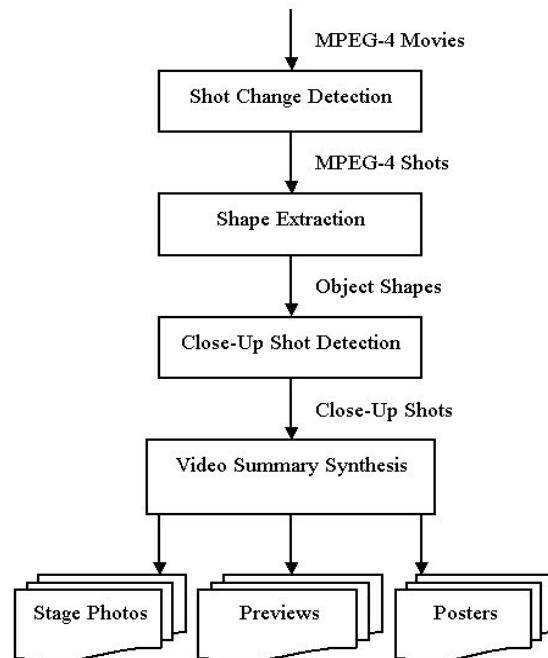 MPEG-4 Movies
Shot Change Detection
MPEG-4 Shots
Shape Extraction
Object Shapes
Close-Up Shot Detection
Close-Up Shots
Video Summary Synthesis
Stage Photos
Previews
Posters